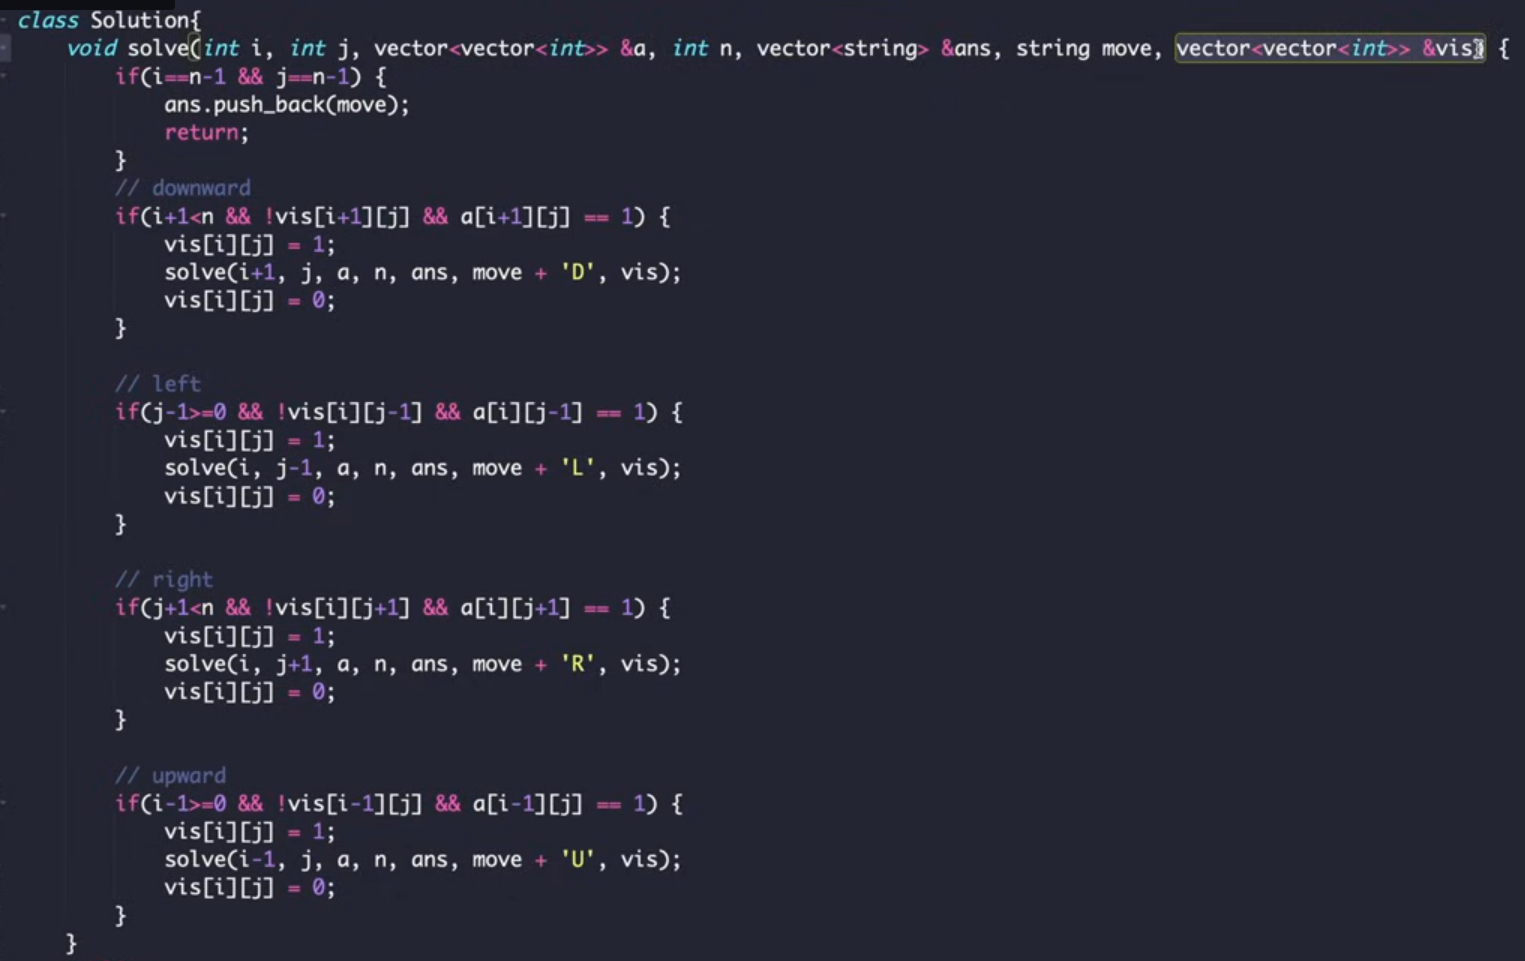 class Solution{
void solve(int i, int j, vector<vector<int>> &a, int n, vector<string> &ans, string move, vector<vector<int>> &vis) {
if(i==n-1 && j==n-1) {
ans.push_back(move);
return;
}
// downward
if(i+1<n && !vis[i+1][j] && a[i+1][j] == 1) {
vis[i][j] = 1;
solve(i+1, j, a, n, ans, move + 'D', vis);
vis[i][j] = 0;
}
// left
if(j-1>=0 && !vis[i][j-1] && a[i][j-1] == 1) {
vis[i][j] = 1;
solve(i, j-1, a, n, ans, move + 'L', vis);
vis[i][j] = 0;
}
// right
if(j+1<n && !vis[i][j+1] && a[i][j+1] == 1) {
vis[i][j] = 1;
solve(i, j+1, a, n, ans, move + 'R', vis);
vis[i][j] = 0;
}
// upward
if(i-1>=0 && !vis[i-1][j] && a[i-1][j] == 1) {
vis[i][j] = 1;
solve(i-1, j, a, n, ans, move + 'U', vis);
vis[i][j] = 0;
}
}